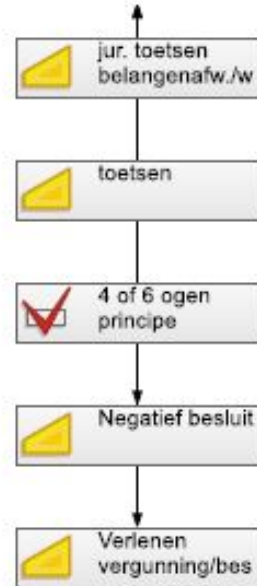 jur. toetsen
belangenafw./w
toetsen
4 of 6 ogen
principe
Negatief besluit
Verlenen
vergunning/bes